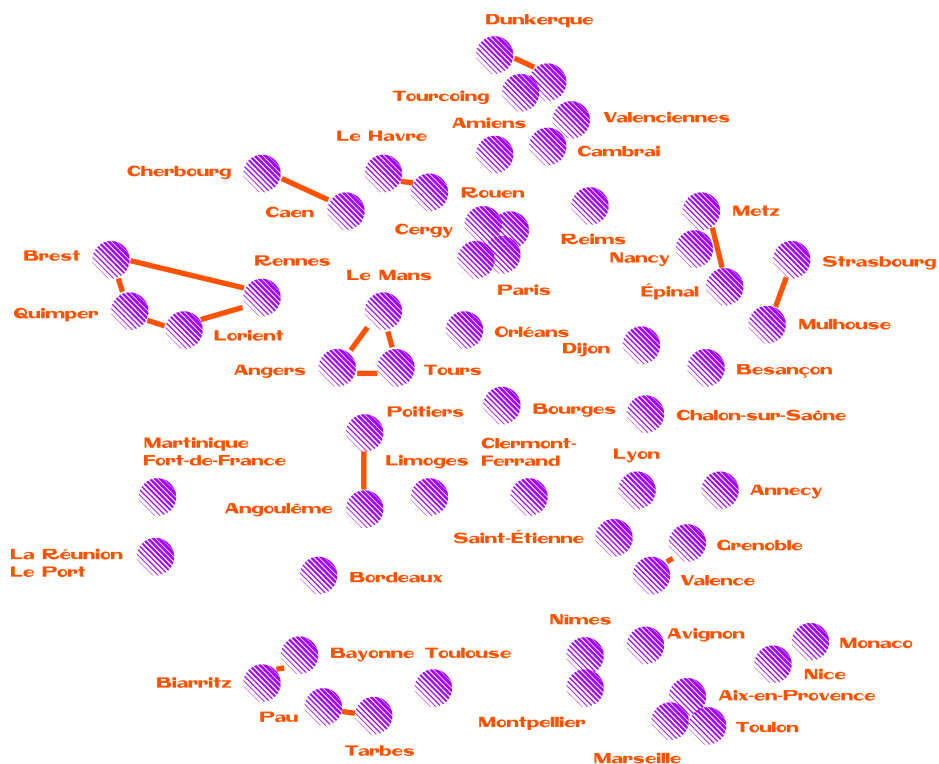 Dunkerque
Tourcoing
Valenciennes
Amiens
Le Havre
Cambrai
Cherbourg
Rouen
Caen
Metz
Cergy
Reims
Brest
Rennes
Nancy
Strasbourg
Le Mans
Paris
Épinal
Quimper
Mulhouse
Lorient
Orléans
Dijon
Angers
Tours
Besançon
Poitiers
Bourges
Chalon-sur-Saône
Martinique
Fort-de-France
Limoges
Clermont-
Ferrand
Lyon
Annecy
Angoulême
Saint-Étienne
Grenoble
La Réunion
Le Port
Bordeaux
Valence
Nîmes
Avignon
Monaco
Bayonne
Toulouse
Nice
Biarritz
Aix-en-Provence
Pau
Montpellier
Toulon
Tarbes
Marseille